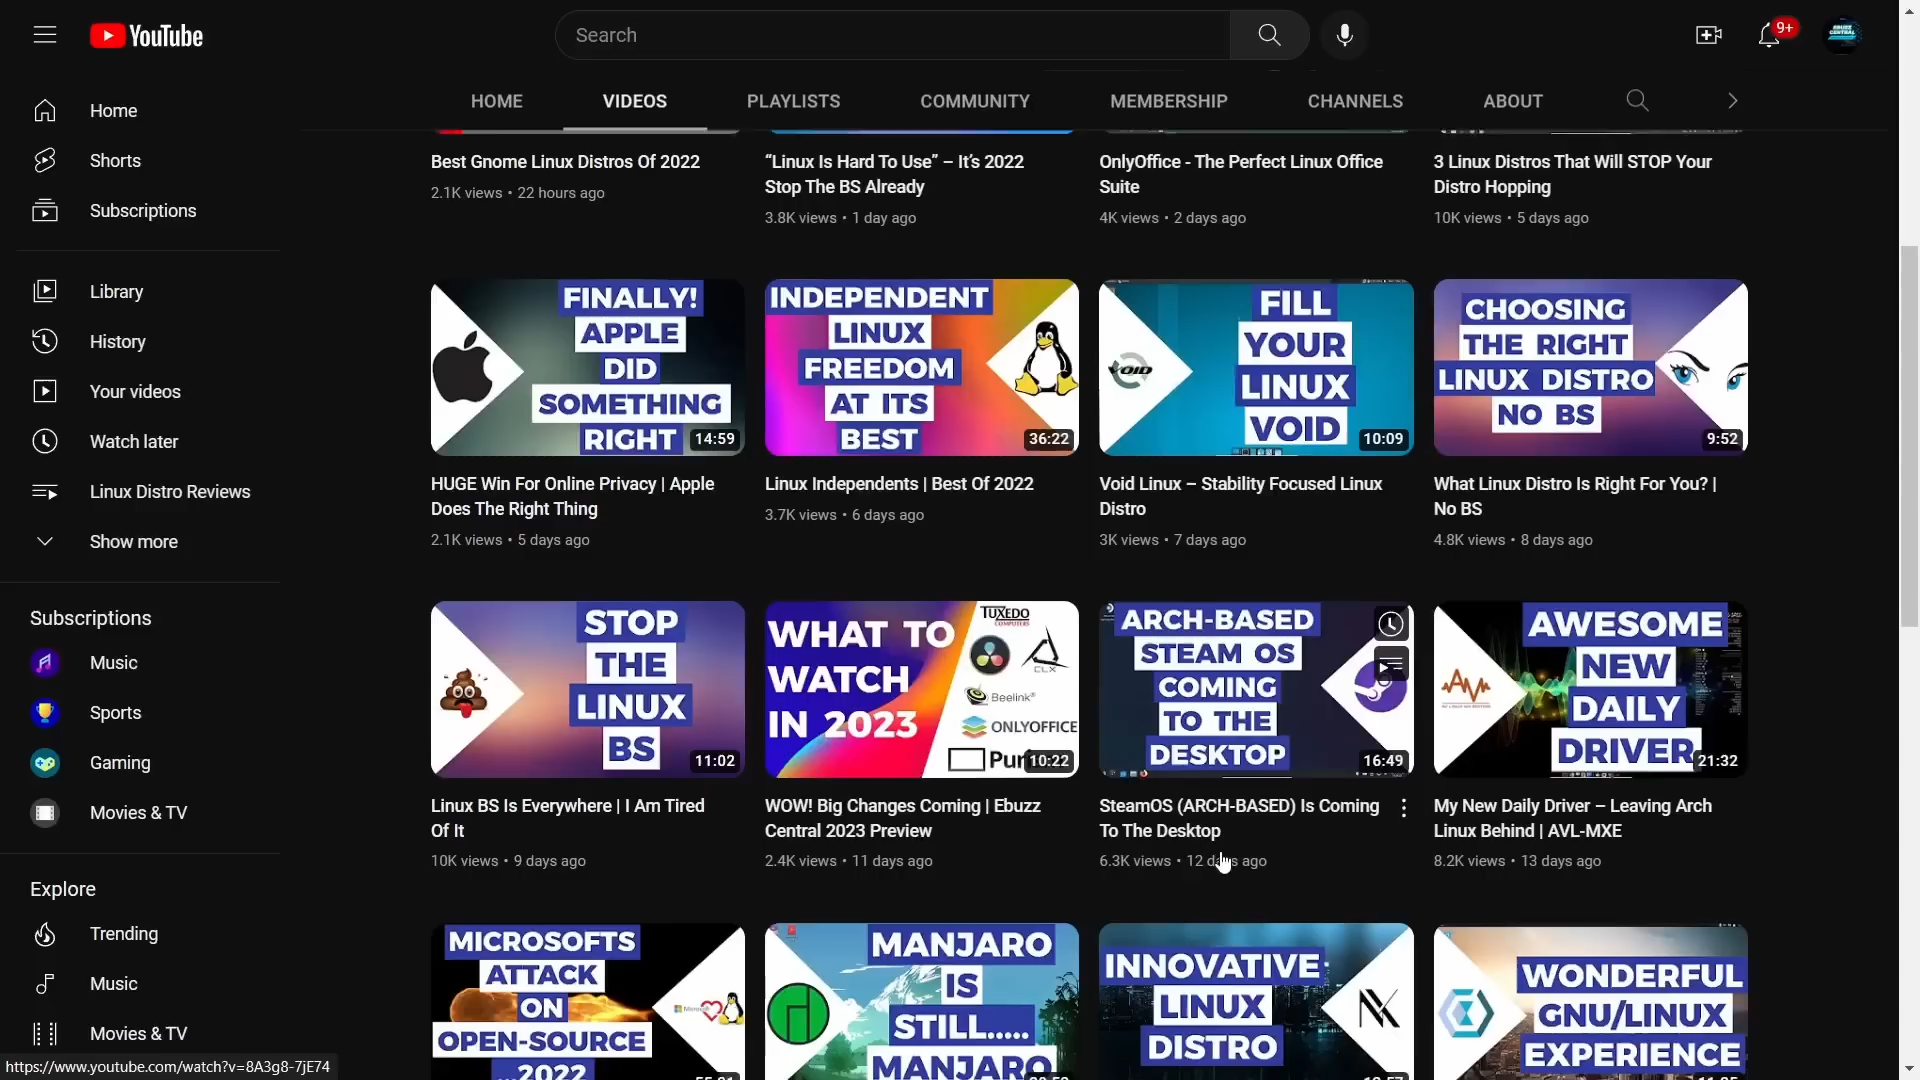 YouTube
Search
9+
HOME
VIDEOS
PLAYLISTS
COMMUNITY
MEMBERSHIP
CHANNELS
ABOUT
Home
Shorts
Subscriptions
Library
History
Your videos
Watch later
Linux Distro Reviews
Show more
Subscriptions
Music
Sports
Gaming
Movies & TV
Explore
Trending
Music
Movies & TV
https://www.youtube.com/watch?v=8A3g8-7jE74
Best Gnome Linux Distros Of 2022
2.1K views • 22 hours ago
“Linux Is Hard To Use” – It’s 2022
Stop The BS Already
3.8K views • 1 day ago
OnlyOffice - The Perfect Linux Office
Suite
4K views • 2 days ago
3 Linux Distros That Will STOP Your
Distro Hopping
10K views • 5 days ago
FINALLY!
APPLE
DID
SOMETHING
RIGHT
14:59
HUGE Win For Online Privacy | Apple
Does The Right Thing
2.1K views • 5 days ago
INDEPENDENT
LINUX
FREEDOM
AT ITS
BEST
36:22
Linux Independents | Best Of 2022
3.7K views • 6 days ago
VOID
FILL
YOUR
LINUX
VOID
10:09
Void Linux – Stability Focused Linux
Distro
3K views • 7 days ago
CHOOSING
THE RIGHT
LINUX DISTRO
NO BS
9:52
What Linux Distro Is Right For You? |
No BS
4.8K views • 8 days ago
STOP
THE
LINUX
BS
11:02
Linux BS Is Everywhere | I Am Tired
Of It
10K views • 9 days ago
WHAT TO
WATCH
IN 2023
TUXEDO
COMPUTERS
CLX
Beelink
ONLYOFFICE
10:22
WOW! Big Changes Coming | Ebuzz
Central 2023 Preview
2.4K views • 11 days ago
ARCH-BASED
STEAM OS
COMING
TO THE
DESKTOP
16:49
SteamOS (ARCH-BASED) Is Coming
To The Desktop
6.3K views • 12 days ago
AWESOME
NEW
DAILY
DRIVER
21:32
My New Daily Driver – Leaving Arch
Linux Behind | AVL-MXE
8.2K views • 13 days ago
MICROSOFTS
ATTACK
ON
OPEN-SOURCE
...2022
Microsoft
MANJARO
IS
STILL.....
MANJARO
INNOVATIVE
LINUX
DISTRO
WONDERFUL
GNU/LINUX
EXPERIENCE